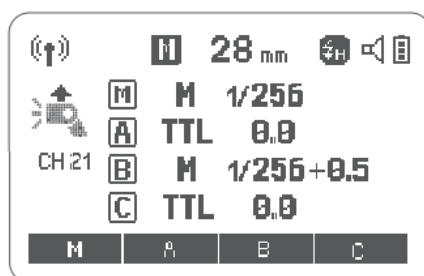 M 28 mm H
M M 1/256
A TTL 0.0
CH:21
B M 1/256+0.5
C TTL 0.0
M A B C